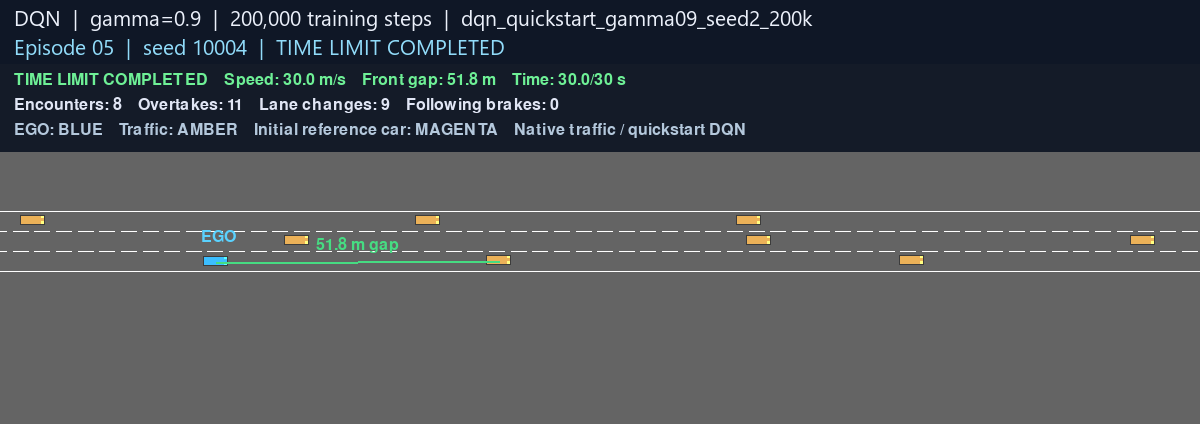 DQN | gamma=0.9 | 200,000 training steps | dqn_quickstart_gamma09_seed2_200k
Episode 05 | seed 10004 | TIME LIMIT COMPLETED
TIME LIMIT COMPLETED Speed: 30.0 m/s Front gap: 51.8 m Time: 30.0/30 s
Encounters: 8 Overtakes: 11 Lane changes: 9 Following brakes: 0
EGO: BLUE Traffic: AMBER Initial reference car: MAGENTA Native traffic / quickstart DQN
EGO
51.8 m gap